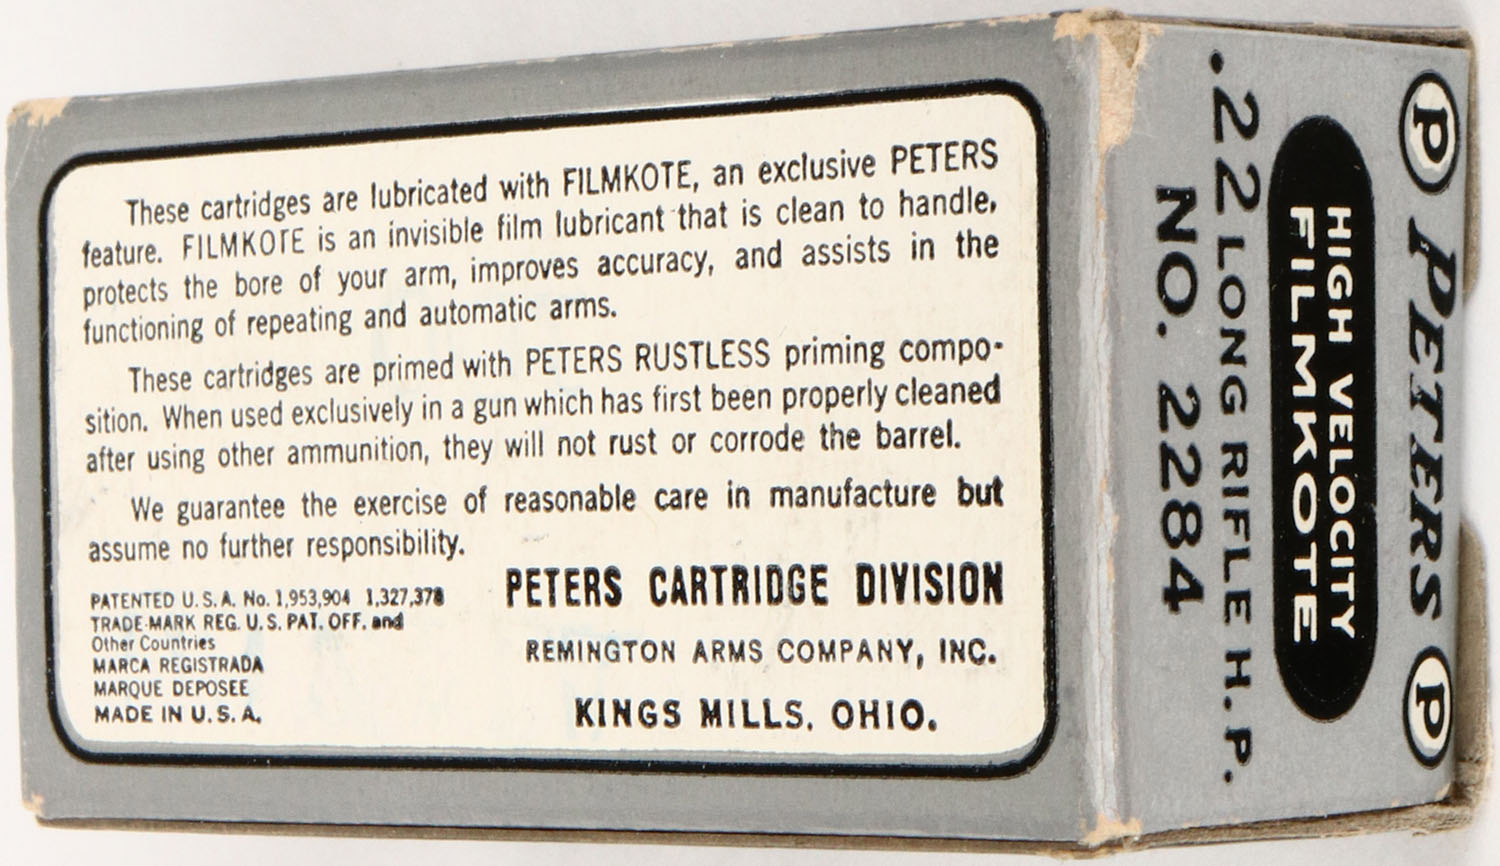 These cartridges are lubricated with FILMKOTE, an exclusive PETERS
feature. FILMKOTE is an invisible film lubricant that is clean to handle,
protects the bore of your arm, improves accuracy, and assists in the
functioning of repeating and automatic arms.
These cartridges are primed with PETERS RUSTLESS priming compo-
sition. When used exclusively in a gun which has first been properly cleaned
after using other ammunition, they will not rust or corrode the barrel.
We guarantee the exercise of reasonable care in manufacture but
assume no further responsibility.
PATENTED U.S.A. No. 1,953,904 1,327,378
TRADE-MARK REG. U.S. PAT. OFF. and
Other Countries
MARCA REGISTRADA
MARQUE DEPOSEE
MADE IN U.S.A.
PETERS CARTRIDGE DIVISION
REMINGTON ARMS COMPANY, INC.
KINGS MILLS, OHIO.
P PETERS P
HIGH VELOCITY
FILMKOTE
.22 LONG RIFLE H.P.
NO. 2284